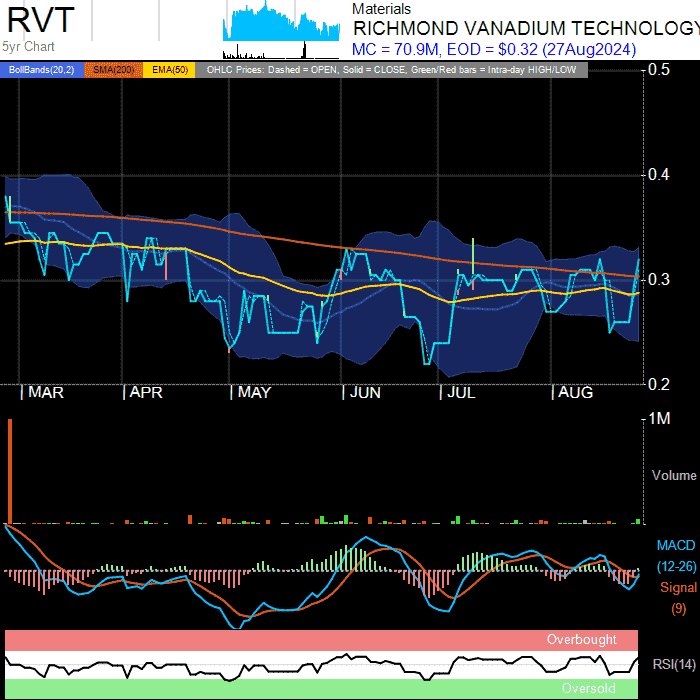 RVT
5yr Chart
Materials
RICHMOND VANADIUM TECHNOLOGY
MC = 70.9M, EOD = $0.32 (27Aug2024)
BollBands(20,2) SMA(200) EMA(50) OHLC Prices: Dashed = OPEN, Solid = CLOSE, Green/Red bars = Intra-day HIGH/LOW
0.5
0.4
0.3
0.2
MAR APR MAY JUN JUL AUG
1M
Volume
MACD
(12-26)
Signal
(9)
Overbought
RSI(14)
Oversold